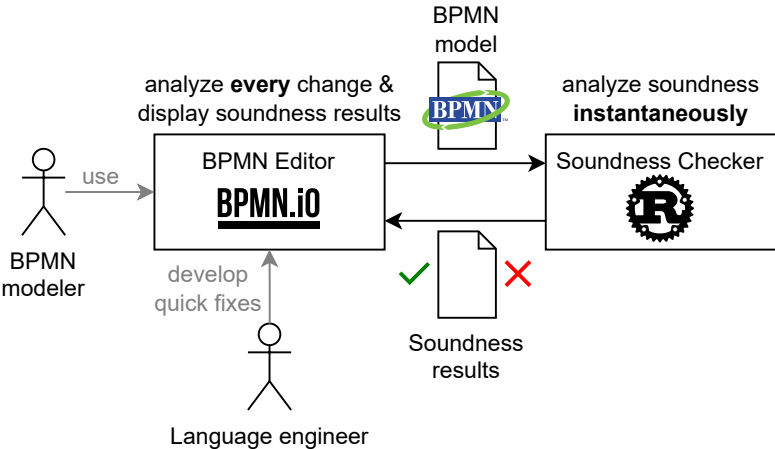 BPMN
model
analyze every change &
display soundness results
BPMN
analyze soundness
instantaneously
BPMN Editor
BPMN.iO
Soundness Checker
R
use
BPMN
modeler
develop
quick fixes
Soundness
results
Language engineer